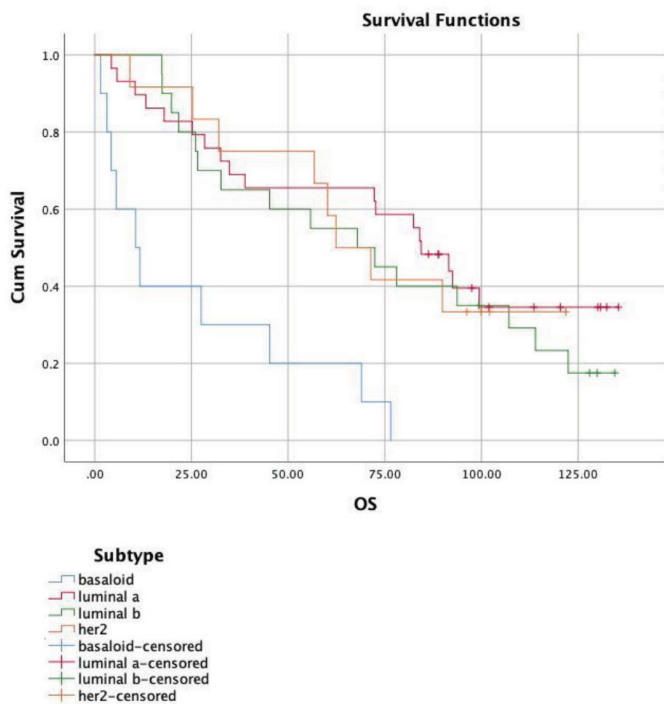 Survival Functions
1.0
0.8
0.6
0.4
0.2
0.0
Cum Survival
.00 25.00 50.00 75.00 100.00 125.00
OS
Subtype
basaloid
luminal a
luminal b
her2
basaloid-censored
luminal a-censored
luminal b-censored
her2-censored